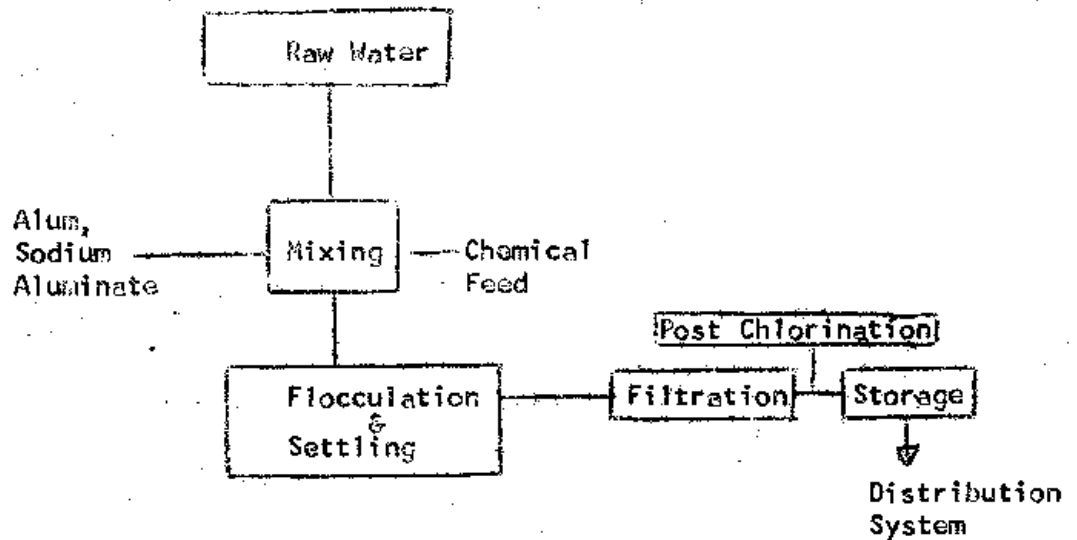 Raw Water
Alum,
Sodium
Aluminate
Mixing
Chemical
Feed
Post Chlorination
Flocculation
&
Settling
Filtration
Storage
Distribution
System